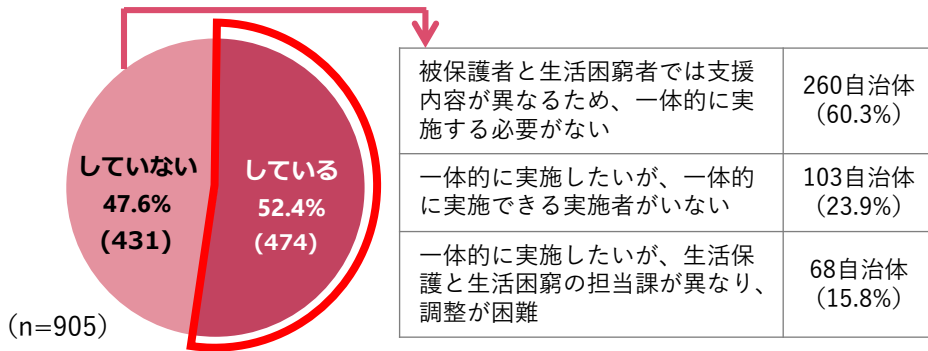 していない
47.6%
(431)
している
52.4%
(474)
(n=905)
被保護者と生活困窮者では支援
内容が異なるため、一体的に実
施する必要がない
260自治体
(60.3%)
一体的に実施したいが、一体的
に実施できる実施者がいない
103自治体
(23.9%)
一体的に実施したいが、生活保
護と生活困窮の担当課が異なり、
調整が困難
68自治体
(15.8%)